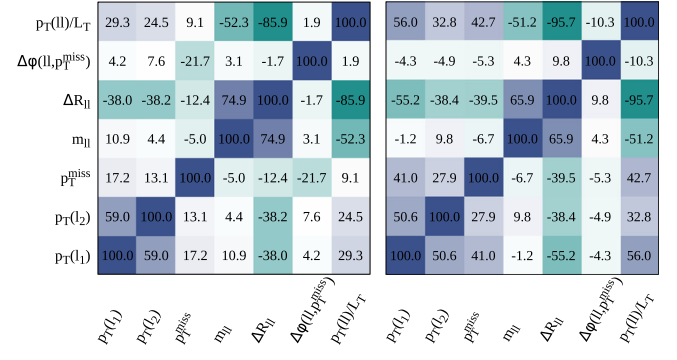 pT(ll)/LT 29.3 24.5 9.1 -52.3 -85.9 1.9 100.0 56.0 32.8 42.7 -51.2 -95.7 -10.3 100.0
Δφ(ll,pTmiss) 4.2 7.6 -21.7 3.1 -1.7 100.0 1.9 -4.3 -4.9 -5.3 4.3 9.8 100.0 -10.3
ΔRll -38.0 -38.2 -12.4 74.9 100.0 -1.7 -85.9 -55.2 -38.4 -39.5 65.9 100.0 9.8 -95.7
mll 10.9 4.4 -5.0 100.0 74.9 3.1 -52.3 -1.2 9.8 -6.7 100.0 65.9 4.3 -51.2
pTmiss 17.2 13.1 100.0 -5.0 -12.4 -21.7 9.1 41.0 27.9 100.0 -6.7 -39.5 -5.3 42.7
pT(l2) 59.0 100.0 13.1 4.4 -38.2 7.6 24.5 50.6 100.0 27.9 9.8 -38.4 -4.9 32.8
pT(l1) 100.0 59.0 17.2 10.9 -38.0 4.2 29.3 100.0 50.6 41.0 -1.2 -55.2 -4.3 56.0
pT(l1) pT(l2) pTmiss mll ΔRll Δφ(ll,pTmiss) pT(ll)/LT pT(l1) pT(l2) pTmiss mll ΔRll Δφ(ll,pTmiss) pT(ll)/LT